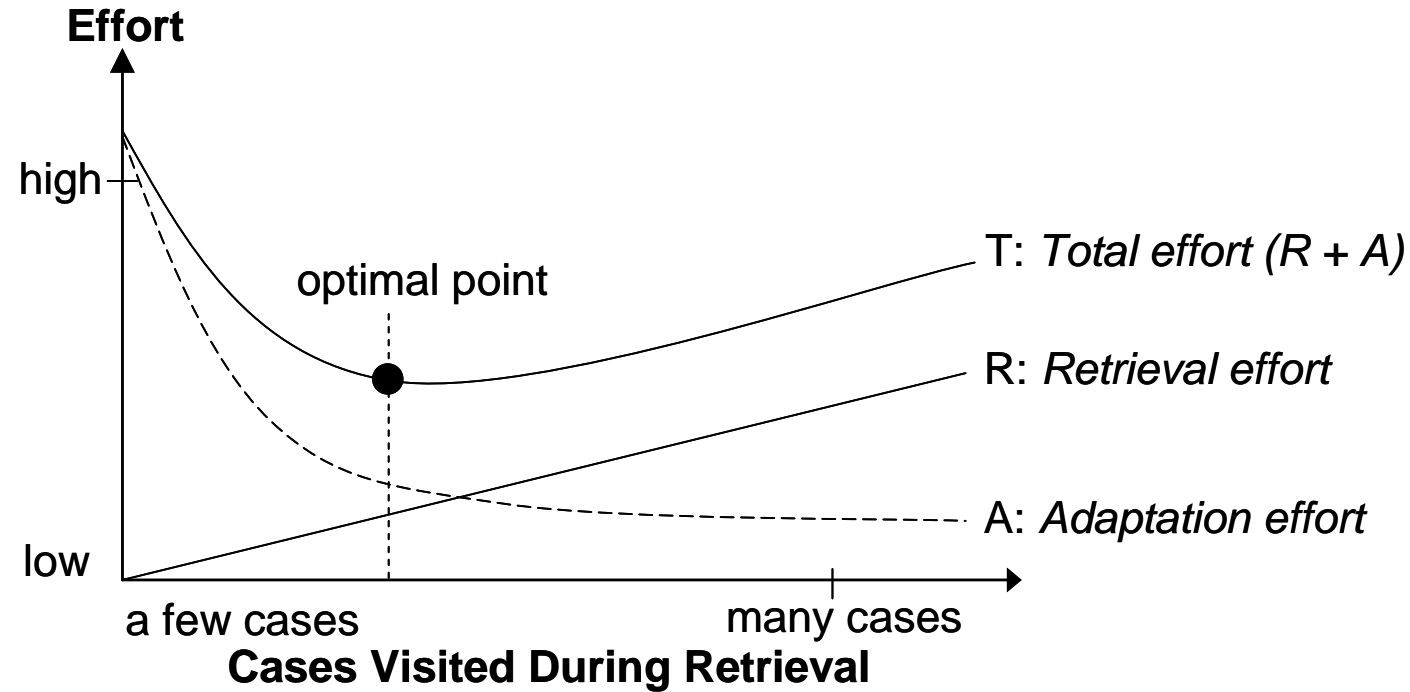 Effort
high
optimal point
T: Total effort (R + A)
R: Retrieval effort
A: Adaptation effort
low
a few cases
many cases
Cases Visited During Retrieval